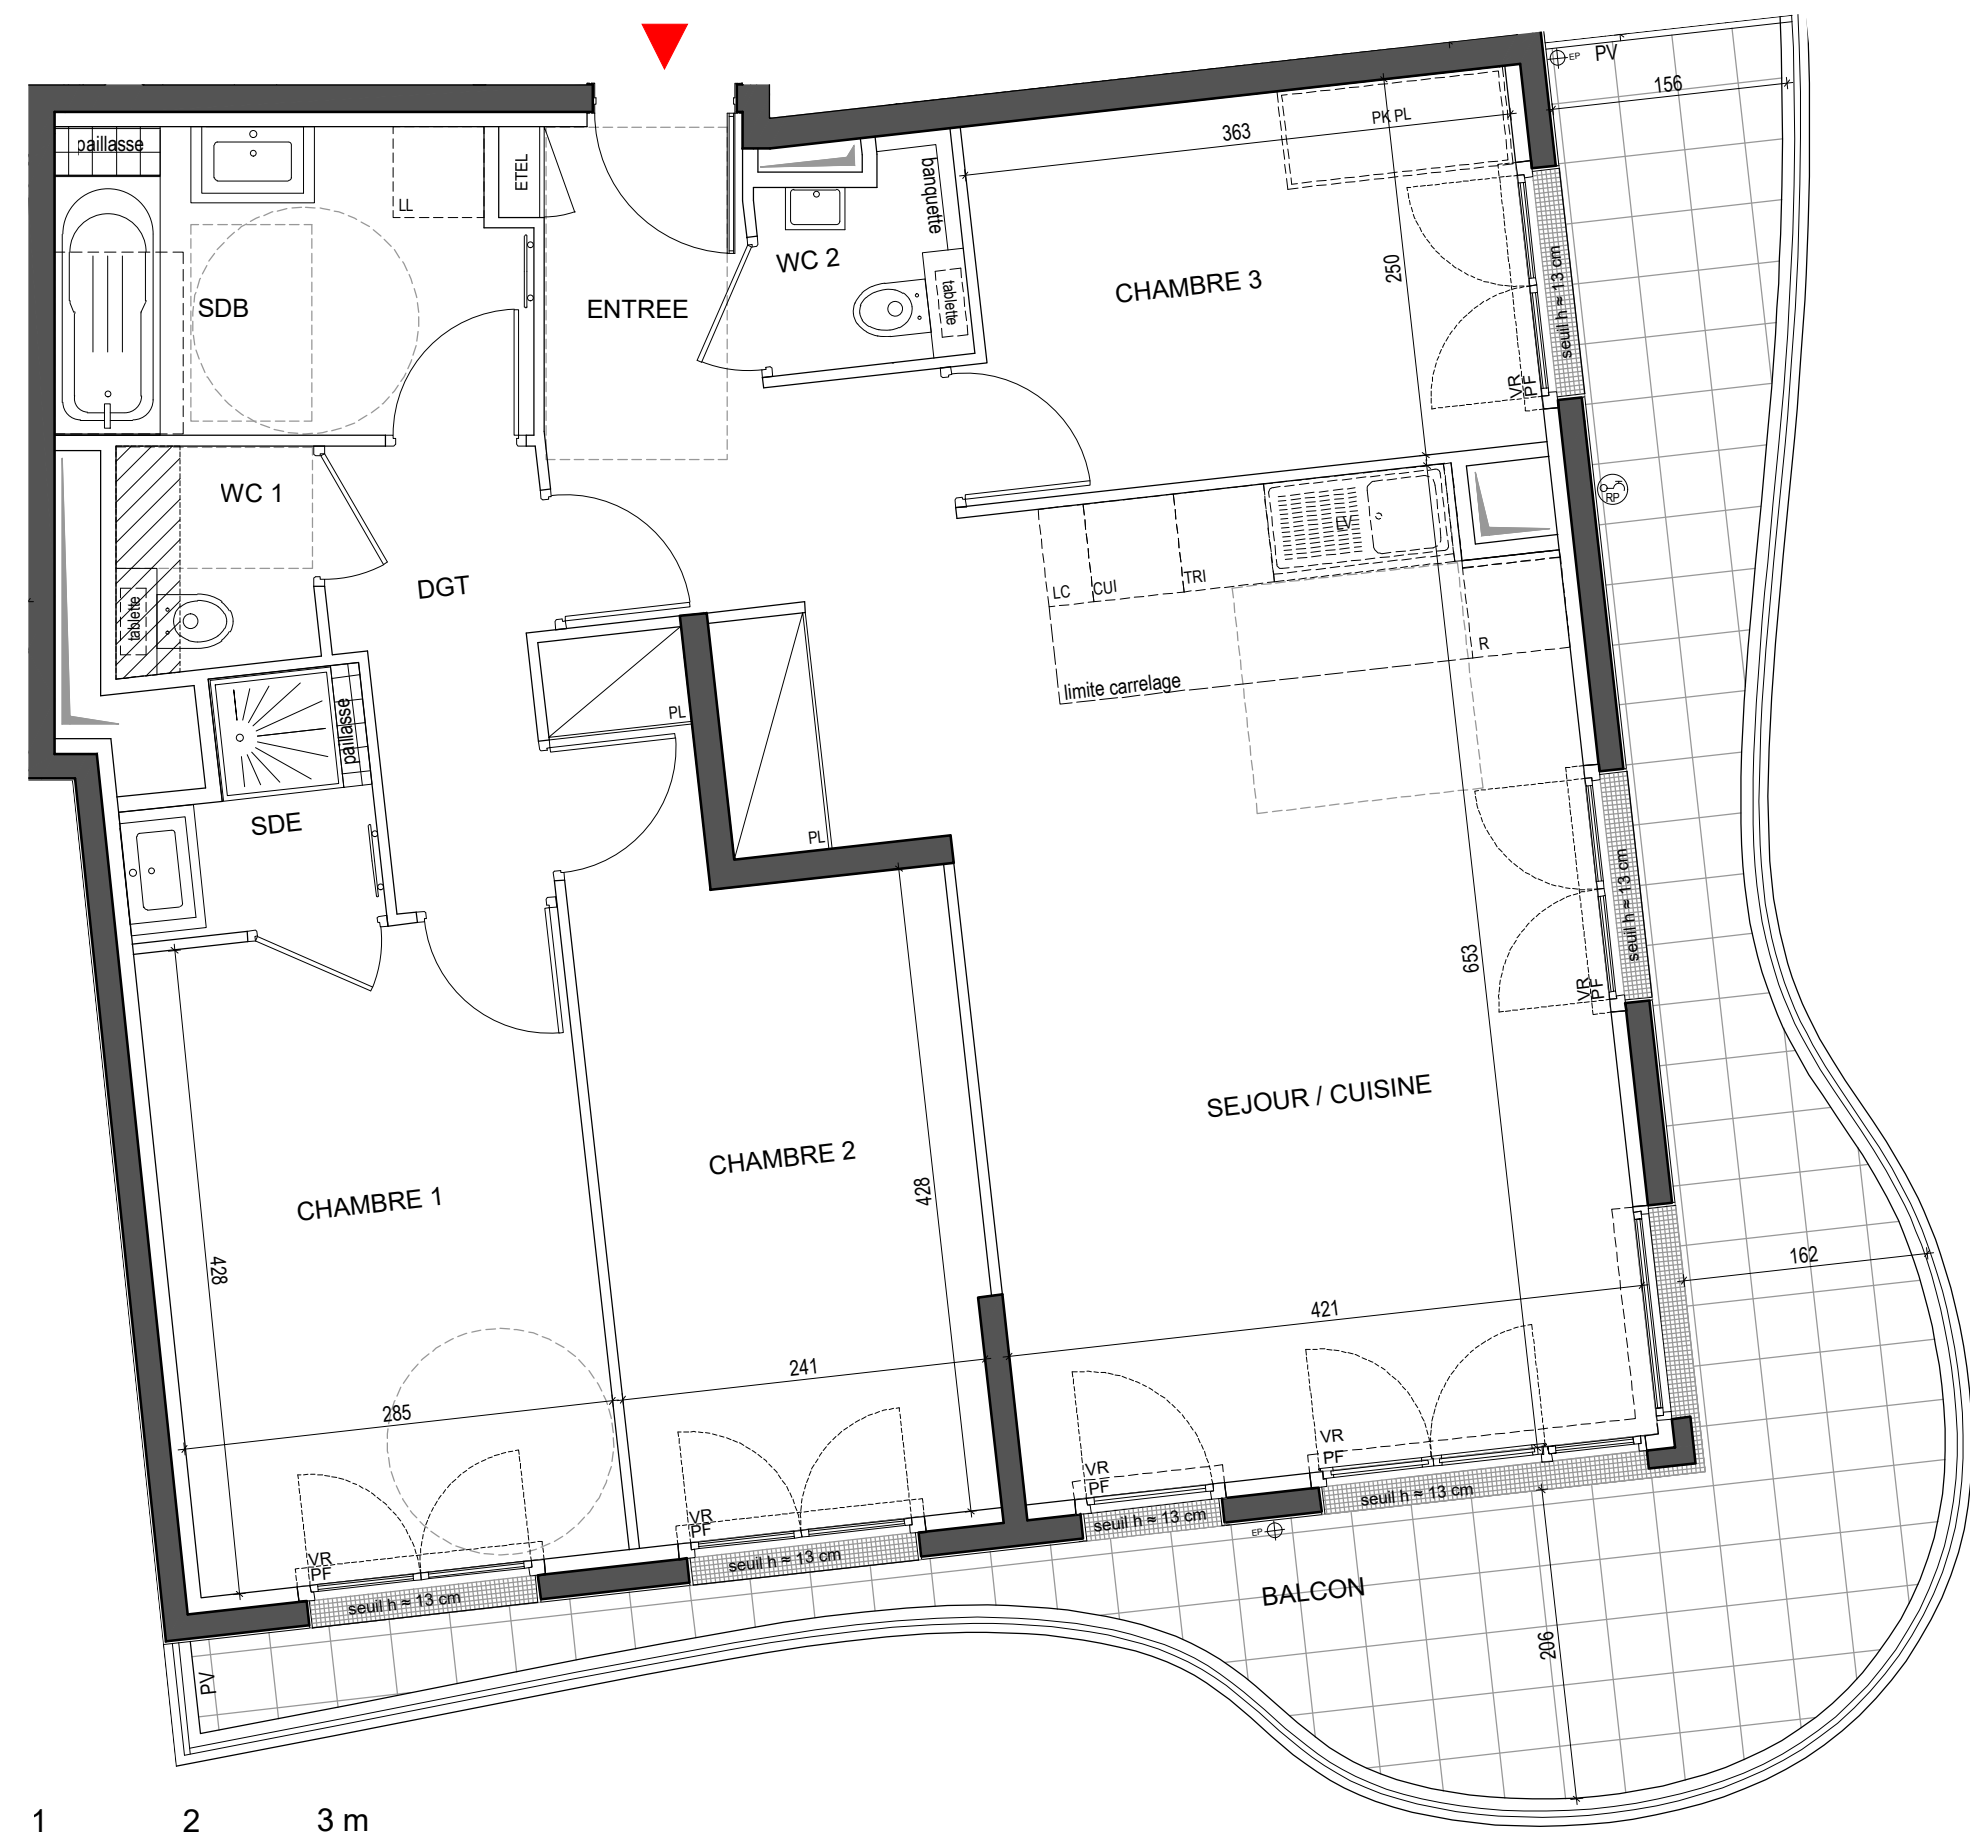 EP
PV
156
paillasse
363
PK PL
ETEL
banquette
LL
WC 2
250
CHAMBRE 3
seuil h ≈ 13 cm
tablette
SDB
ENTREE
VR
PF
WC 1
RP
LV
DGT
LC
CUI
TRI
tablette
R
limite carrelage
PL
paillasse
SDE
PL
seuil h ≈ 13 cm
653
VR
PF
SEJOUR / CUISINE
CHAMBRE 2
428
CHAMBRE 1
428
162
421
241
285
VR
PF
VR
PF
VR
PF
VR
PF
seuil h ≈ 13 cm
seuil h ≈ 13 cm
seuil h ≈ 13 cm
seuil h ≈ 13 cm
EP
BALCON
206
PV
1 2 3 m